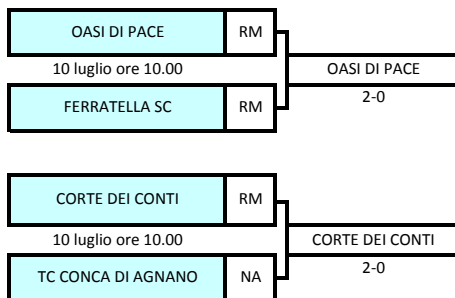 OASI DI PACE RM
10 luglio ore 10.00 OASI DI PACE
FERRATELLA SC RM 2-0
CORTE DEI CONTI RM
10 luglio ore 10.00 CORTE DEI CONTI
TC CONCA DI AGNANO NA 2-0